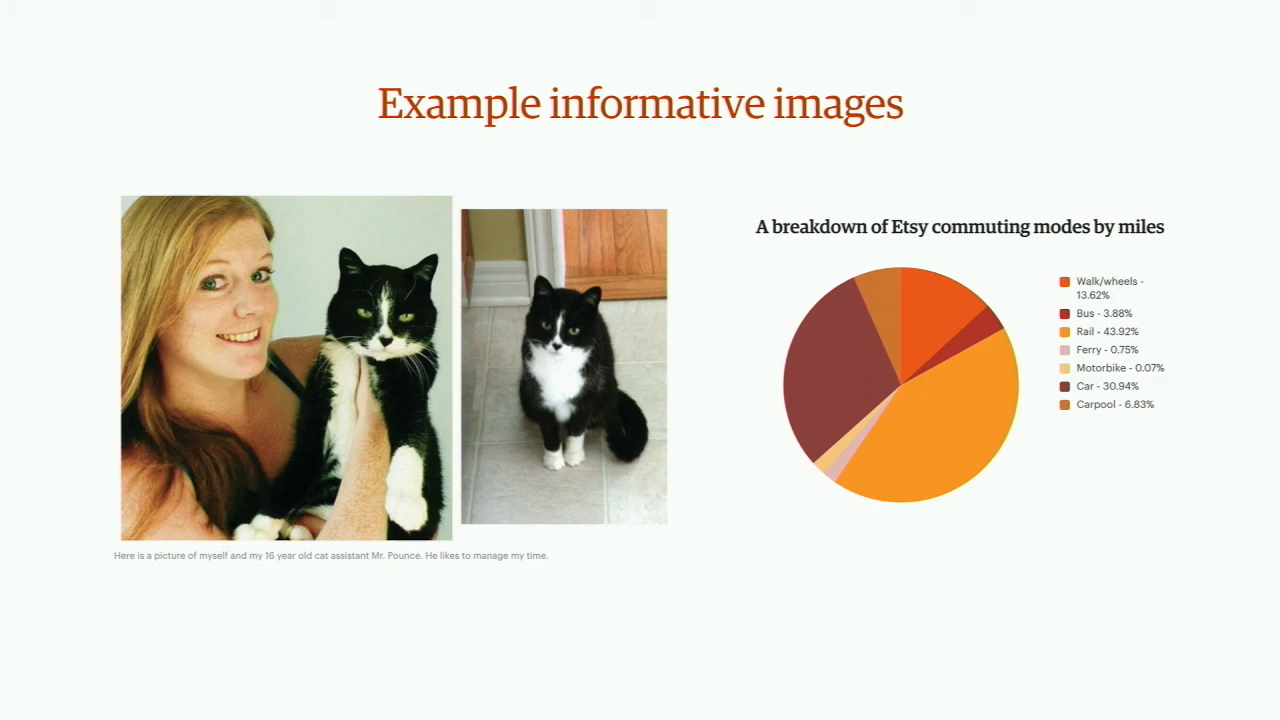 Example informative images
Here is a picture of myself and my 16 year old cat assistant Mr. Pounce. He likes to manage my time.
A breakdown of Etsy commuting modes by miles
Walk/wheels -
13.62%
Bus - 3.88%
Rail - 43.92%
Ferry - 0.75%
Motorbike - 0.07%
Car - 30.94%
Carpool - 6.83%